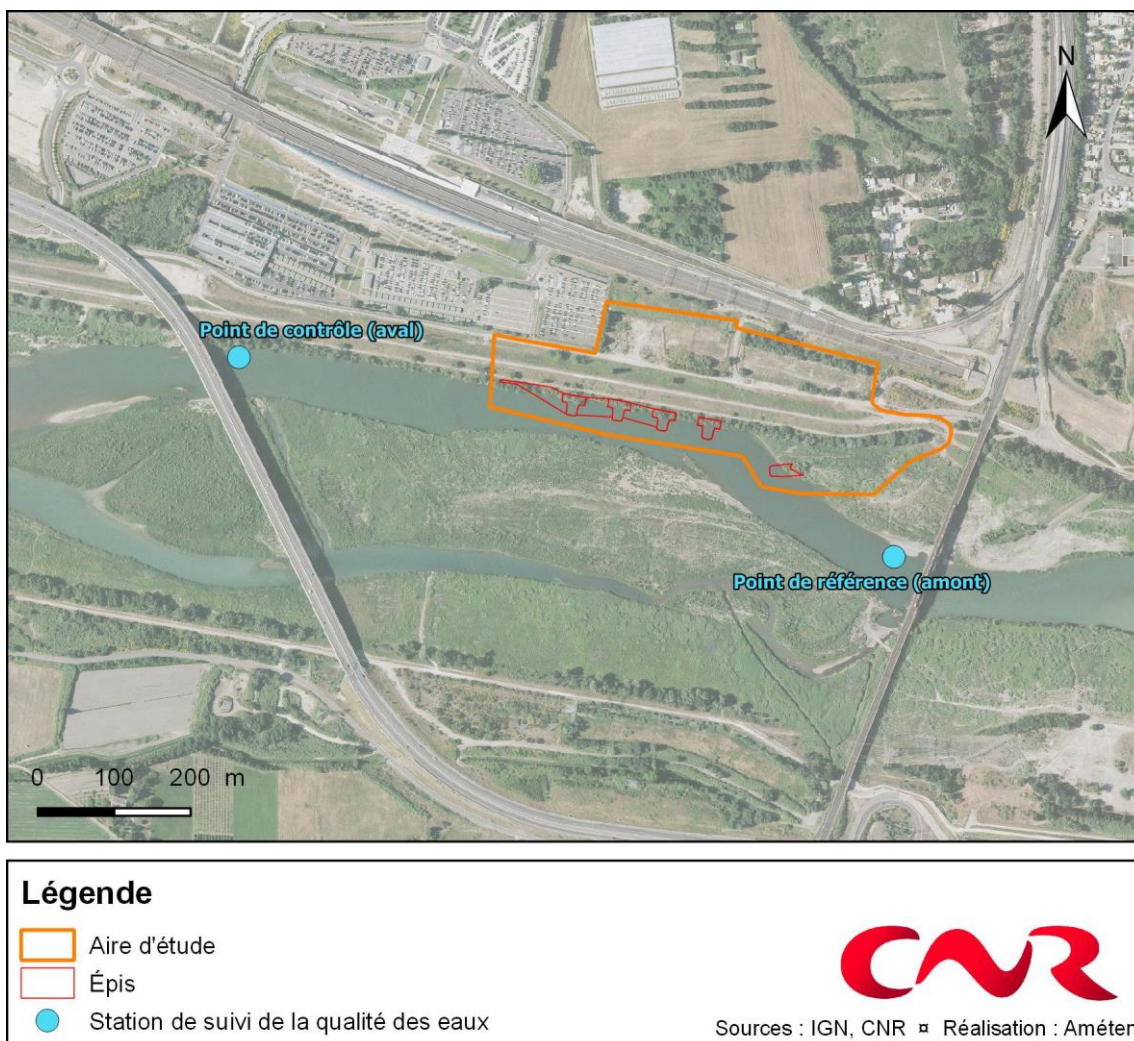 N
Point de contrôle (aval)
Point de référence (amont)
0 100 200 m
Légende
Aire d'étude
Épis
Station de suivi de la qualité des eaux
CNR
Sources : IGN, CNR ¤ Réalisation : Améten